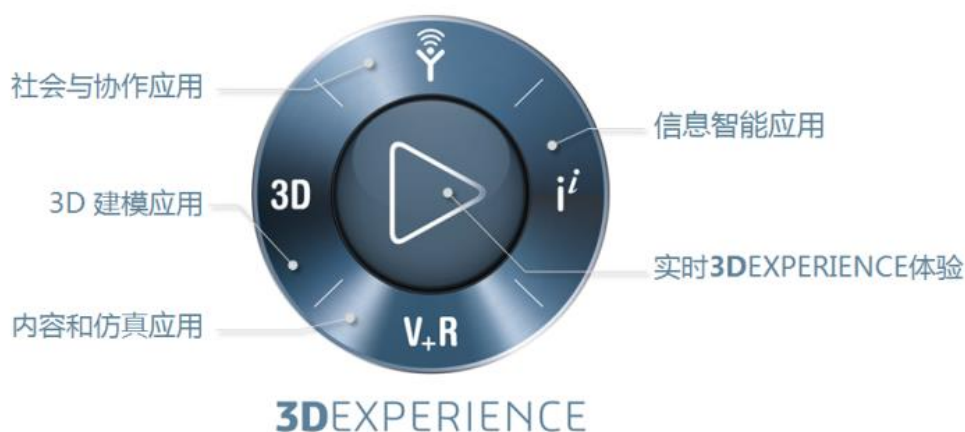 社会与协作应用
信息智能应用
3D
i i
3D 建模应用
实时3DEXPERIENCE体验
内容和仿真应用
V+R
3DEXPERIENCE